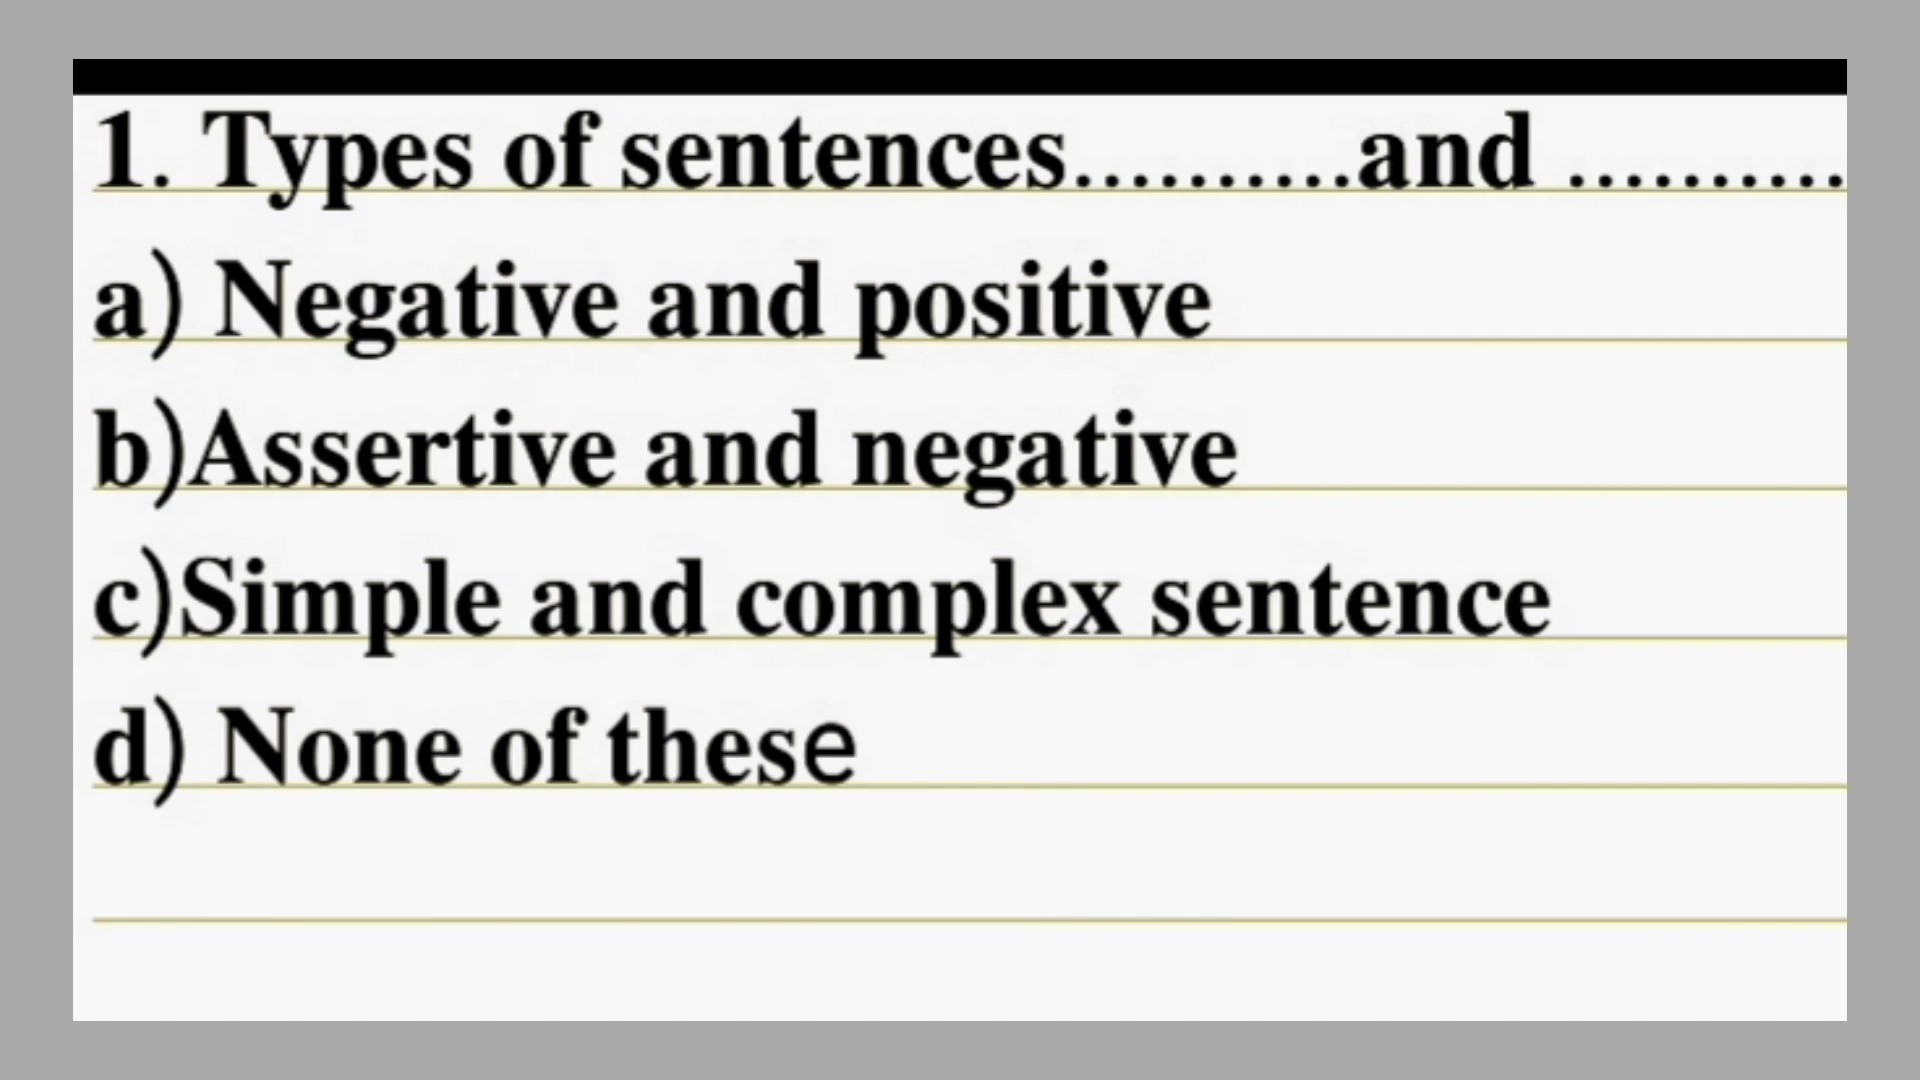 1. Types of sentences..........and ..........
a) Negative and positive
b)Assertive and negative
c)Simple and complex sentence
d) None of these